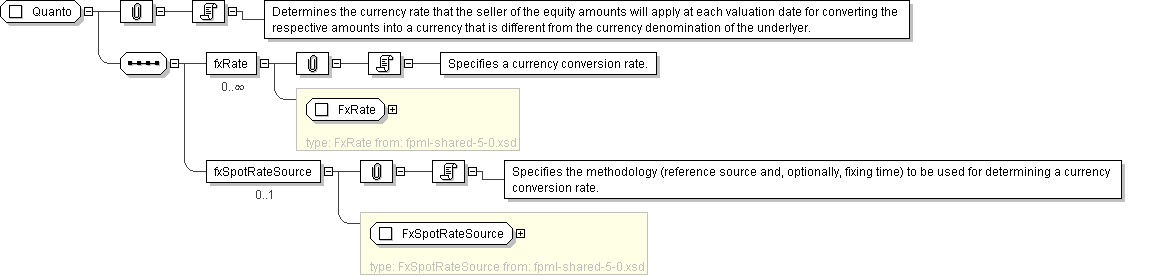 Quanto
Determines the currency rate that the seller of the equity amounts will apply at each valuation date for converting the
respective amounts into a currency that is different from the currency denomination of the underlyer.
fxRate
Specifies a currency conversion rate.
0..∞
FxRate
type: FxRate from: fpml-shared-5-0.xsd
fxSpotRateSource
Specifies the methodology (reference source and, optionally, fixing time) to be used for determining a currency
conversion rate.
0..1
FxSpotRateSource
type: FxSpotRateSource from: fpml-shared-5-0.xsd